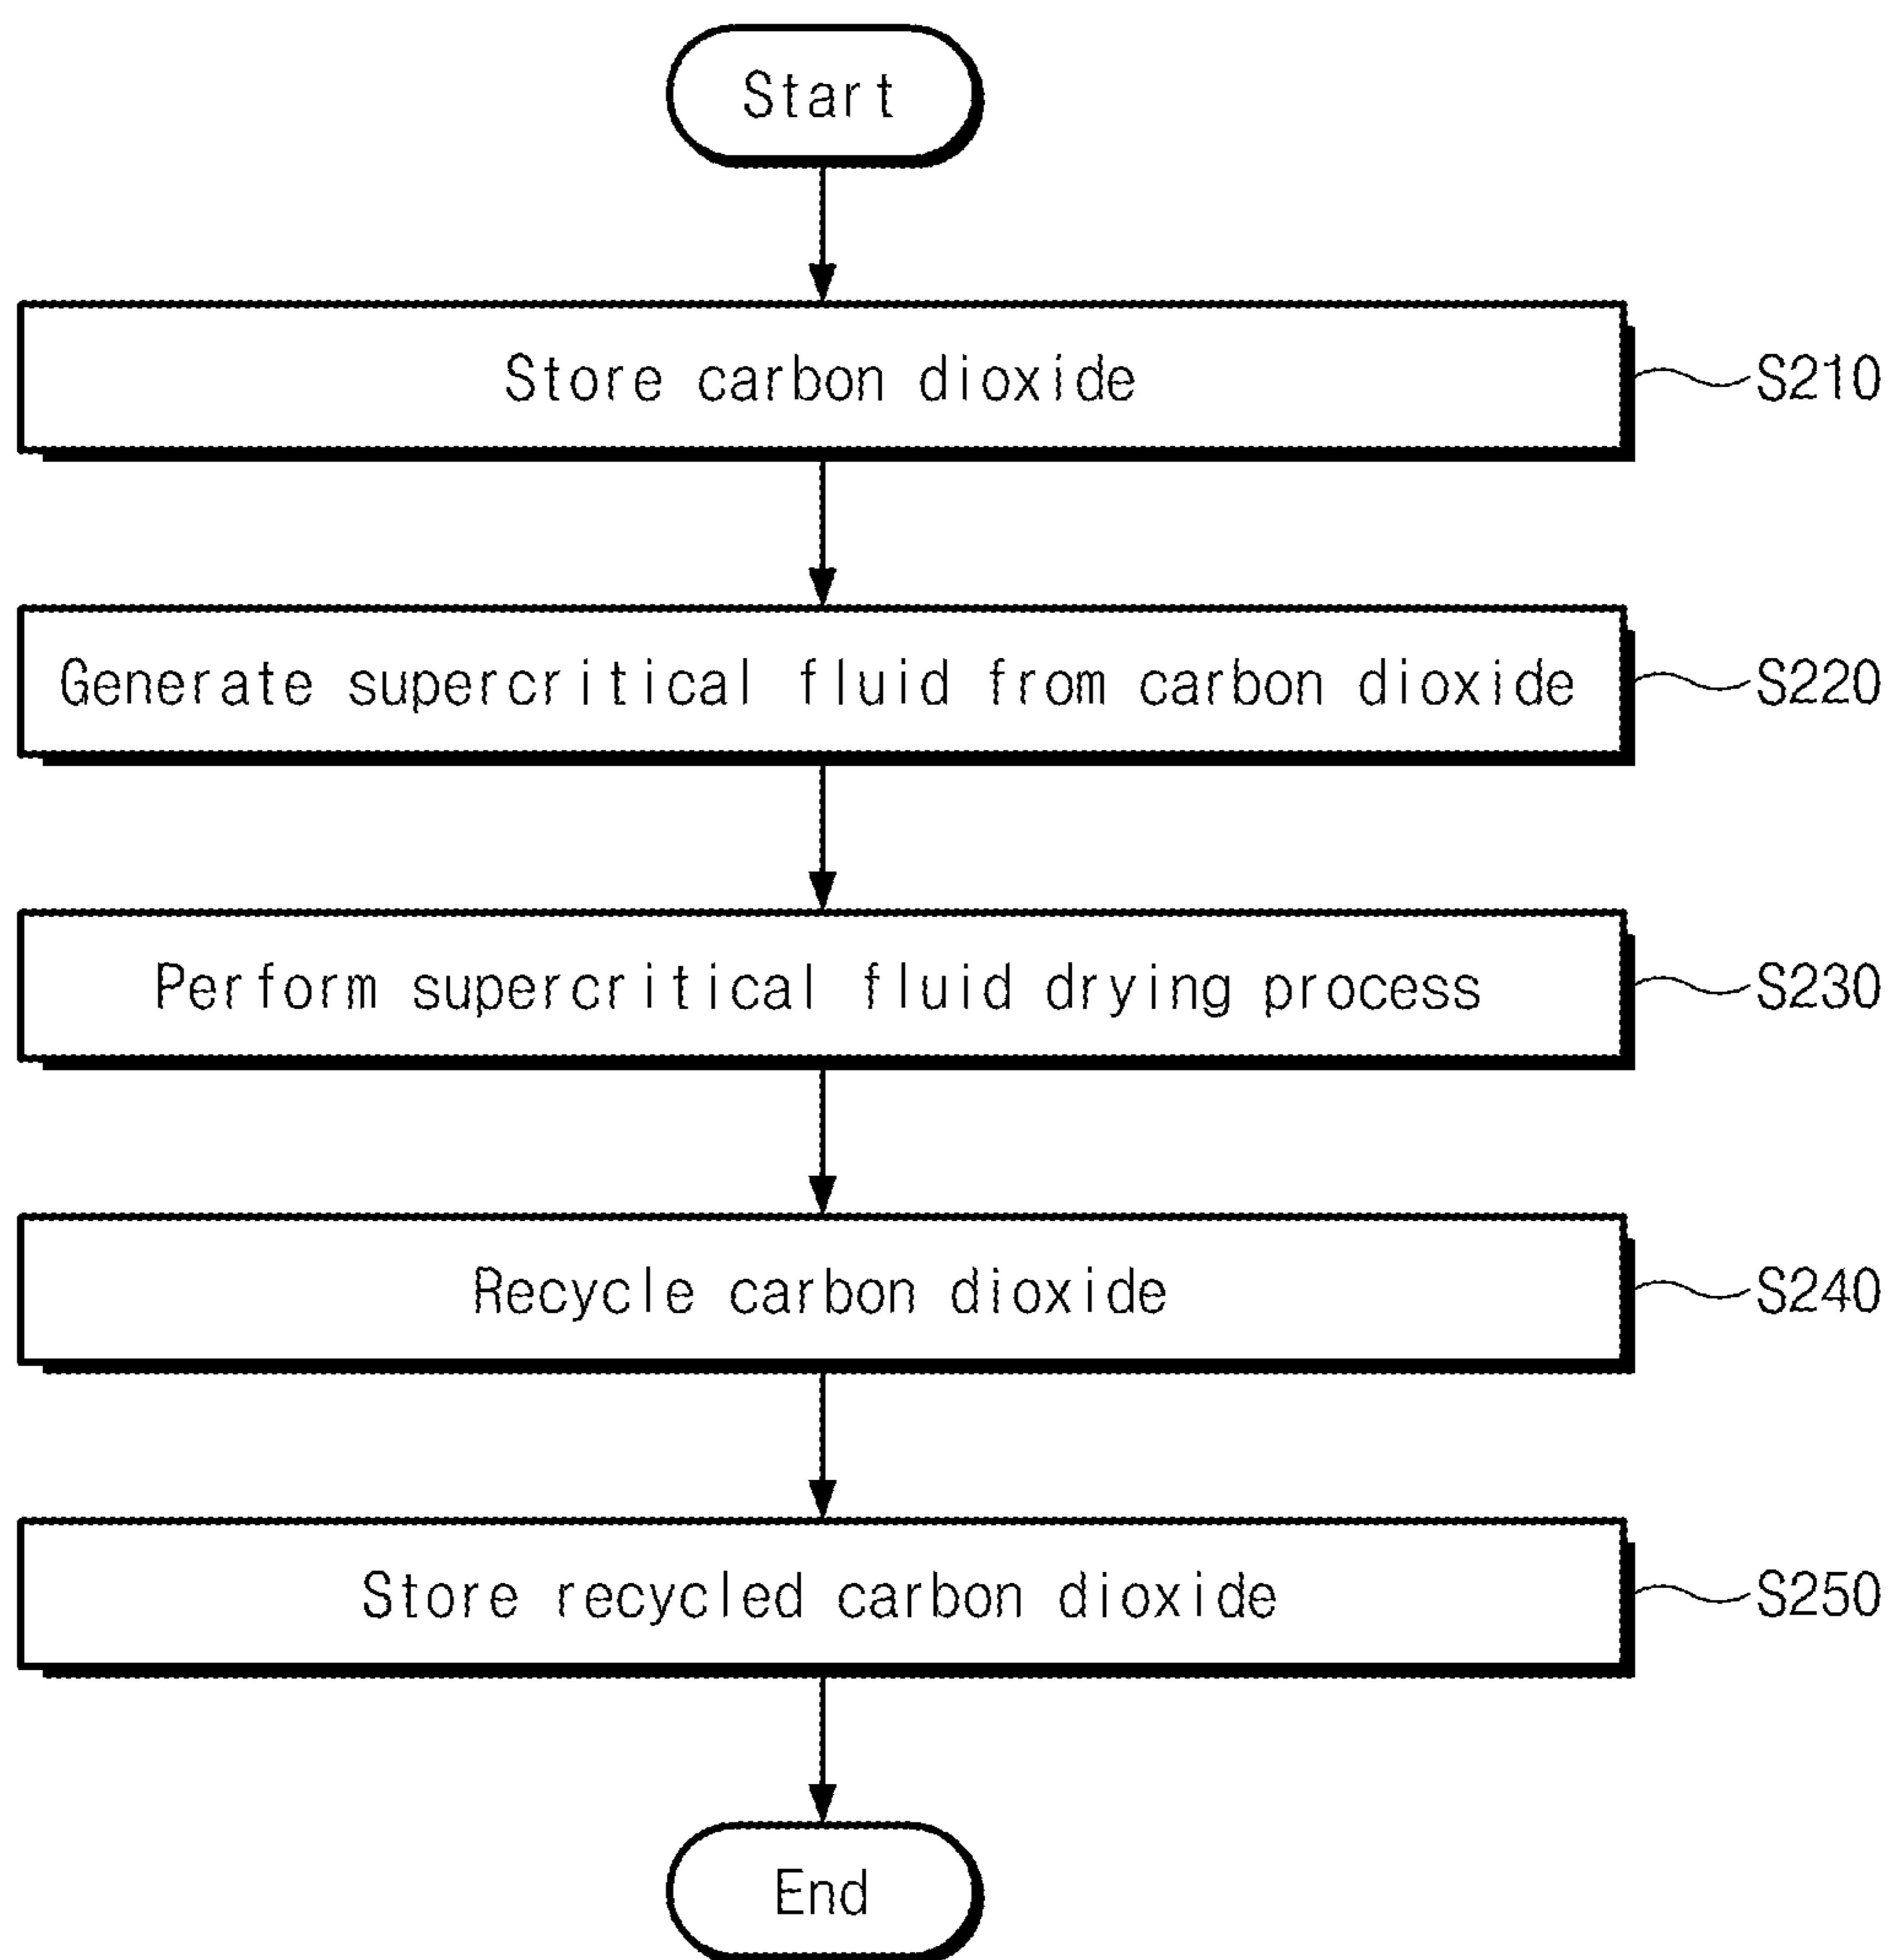 Start
Store carbon dioxide
S210
Generate supercritical fluid from carbon dioxide
S220
Perform supercritical fluid drying process
S230
Recycle carbon dioxide
S240
Store recycled carbon dioxide
S250
End